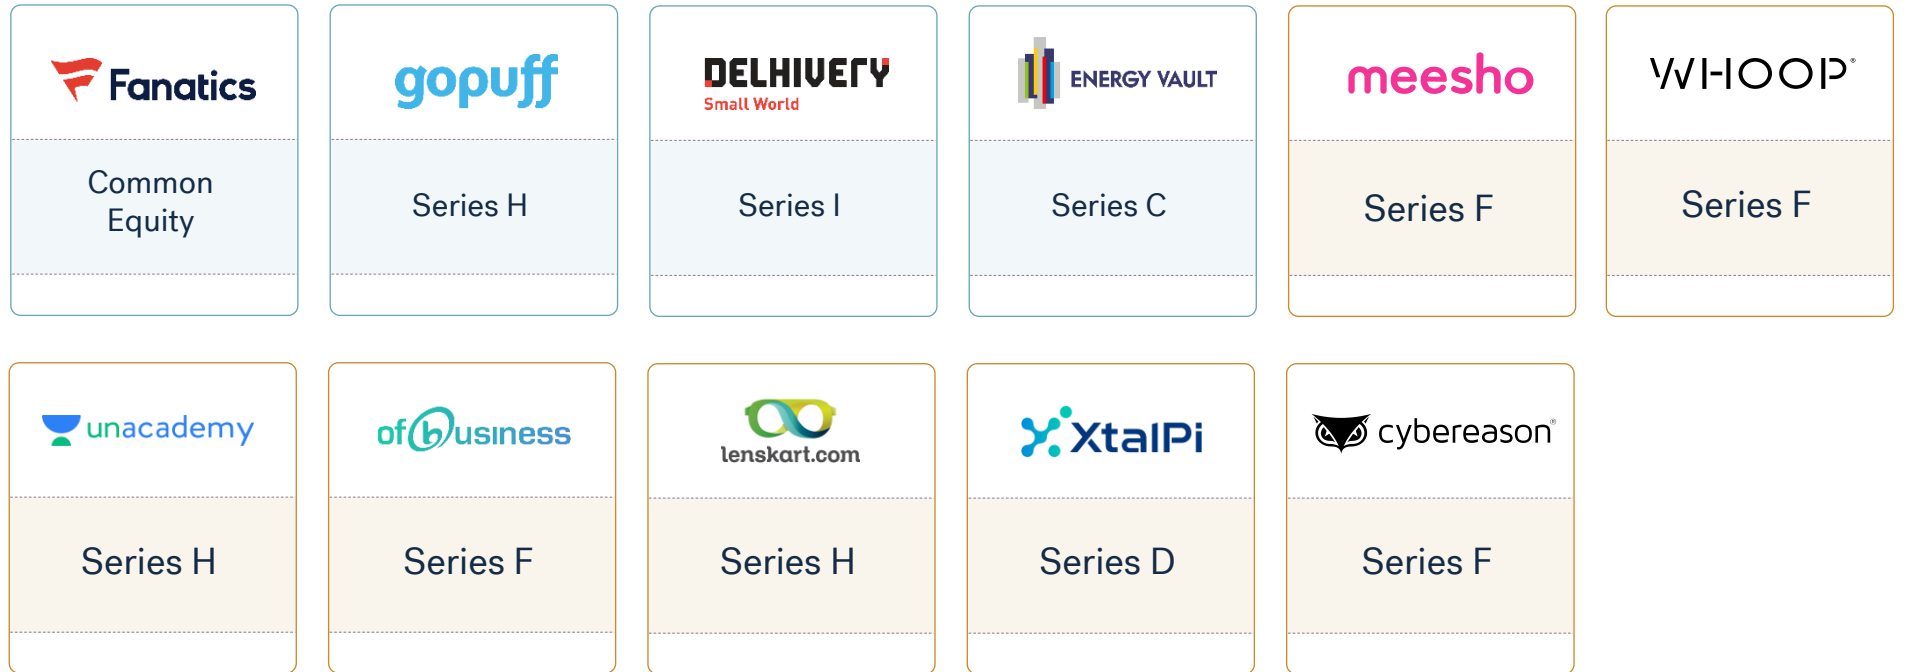 Fanatics
gopuff
DELHIVERY
Small World
ENERGY VAULT
meesho
WHOOP®
Common
Equity
Series H
Series I
Series C
Series F
Series F
unacademy
ofbusiness
lenskart.com
XtalPi
cybereason®
Series H
Series F
Series H
Series D
Series F